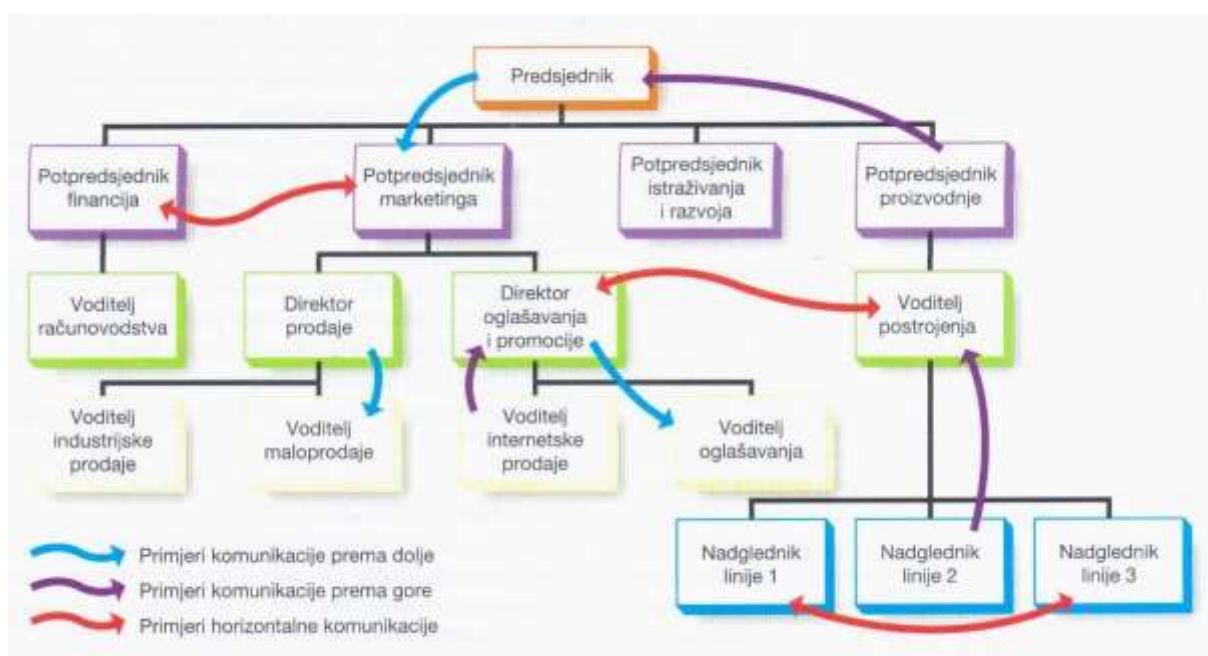 Predsjednik
Potpredsjednik
financija
Potpredsjednik
marketinga
Potpredsjednik
istraživanja
i razvoja
Potpredsjednik
proizvodnje
Voditelj
računovodstva
Direktor
prodaje
Direktor
oglašavanja
i promocije
Voditelj
postrojenja
Voditelj
industrijske
prodaje
Voditelj
maloprodaje
Voditelj
internetske
prodaje
Voditelj
oglašavanja
Nadglednik
linije 1
Nadglednik
linije 2
Nadglednik
linije 3
Primjeri komunikacije prema dolje
Primjeri komunikacije prema gore
Primjeri horizontalne komunikacije